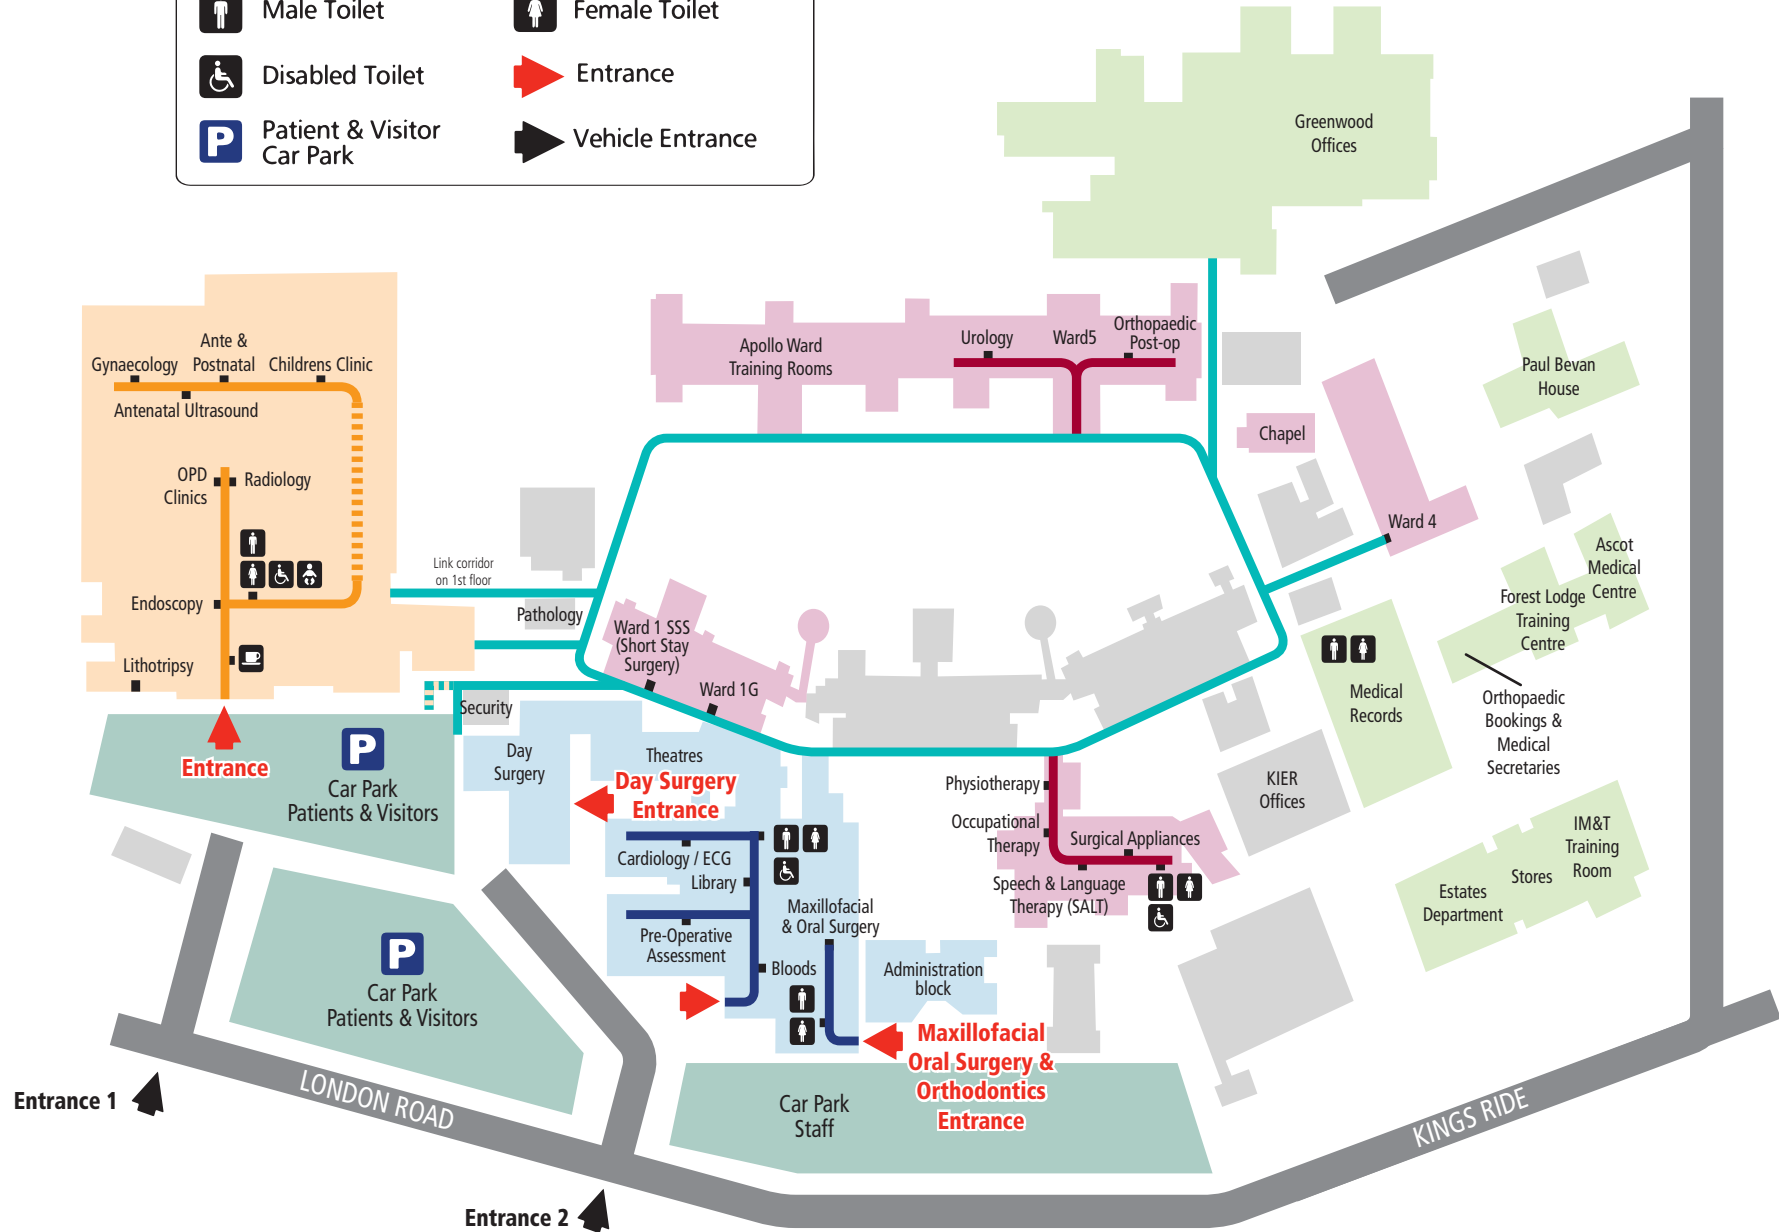 Male Toilet
Female Toilet
Disabled Toilet
Entrance
P
Patient & Visitor
Car Park
Vehicle Entrance
Greenwood
Offices
Ante &
Postnatal
Gynaecology
Childrens Clinic
Antenatal Ultrasound
OPD
Clinics
Radiology
Endoscopy
Lithotripsy
Entrance
Link corridor
on 1st floor
Pathology
Security
Apollo Ward
Training Rooms
Urology
Ward5
Orthopaedic
Post-op
Chapel
Ward 4
Paul Bevan
House
Ascot
Medical
Centre
Forest Lodge
Training
Centre
Orthopaedic
Bookings &
Medical
Secretaries
Medical
Records
KIER
Offices
IM&T
Training
Room
Stores
Estates
Department
Ward 1 SSS
(Short Stay
Surgery)
Ward 1G
Day
Surgery
Theatres
Day Surgery
Entrance
Cardiology / ECG
Library
Pre-Operative
Assessment
Bloods
Maxillofacial
& Oral Surgery
Administration
block
Maxillofacial
Oral Surgery &
Orthodontics
Entrance
Physiotherapy
Occupational
Therapy
Surgical Appliances
Speech & Language
Therapy (SALT)
P
Car Park
Patients & Visitors
P
Car Park
Patients & Visitors
Car Park
Staff
Entrance 1
LONDON ROAD
Entrance 2
KINGS RIDE